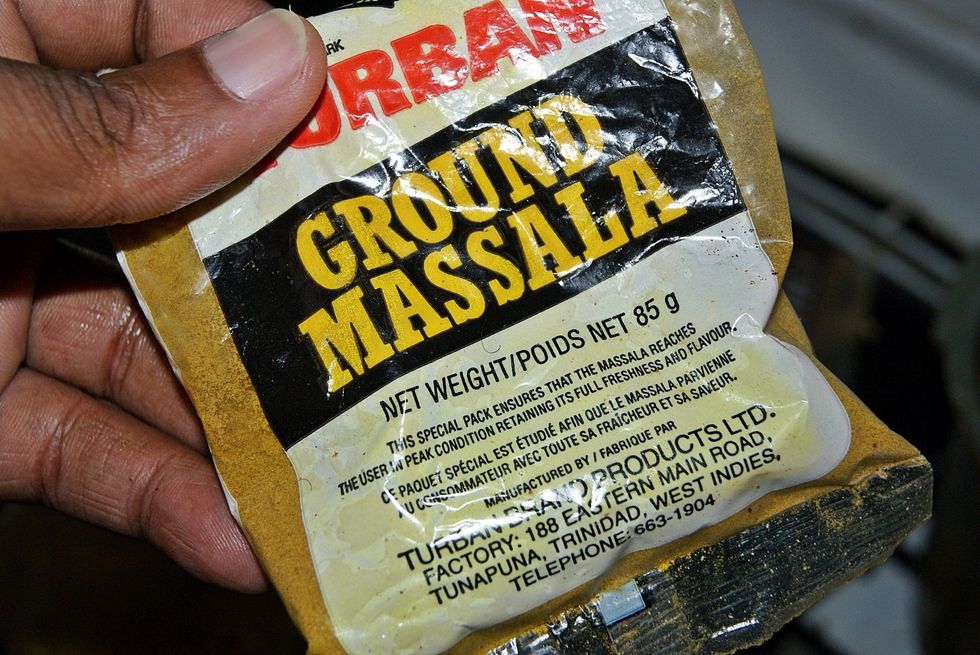 ARK
TURBAN
GROUND
MASSALA
NET WEIGHT/POIDS NET 85 g
THIS SPECIAL PACK ENSURES THAT THE MASSALA REACHES
THE USER IN PEAK CONDITION RETAINING ITS FULL FRESHNESS AND FLAVOUR.
CE PAQUET SPÉCIAL EST ÉTUDIÉ AFIN QUE LE MASSALA PARVIENNE
AU CONSOMMATEUR AVEC TOUTE SA FRAÎCHEUR ET SA SAVEUR.
MANUFACTURED BY / FABRIQUE PAR
TURBAN BRAND PRODUCTS LTD.
FACTORY: 188 EASTERN MAIN ROAD,
TUNAPUNA, TRINIDAD, WEST INDIES,
TELEPHONE: 663-1904